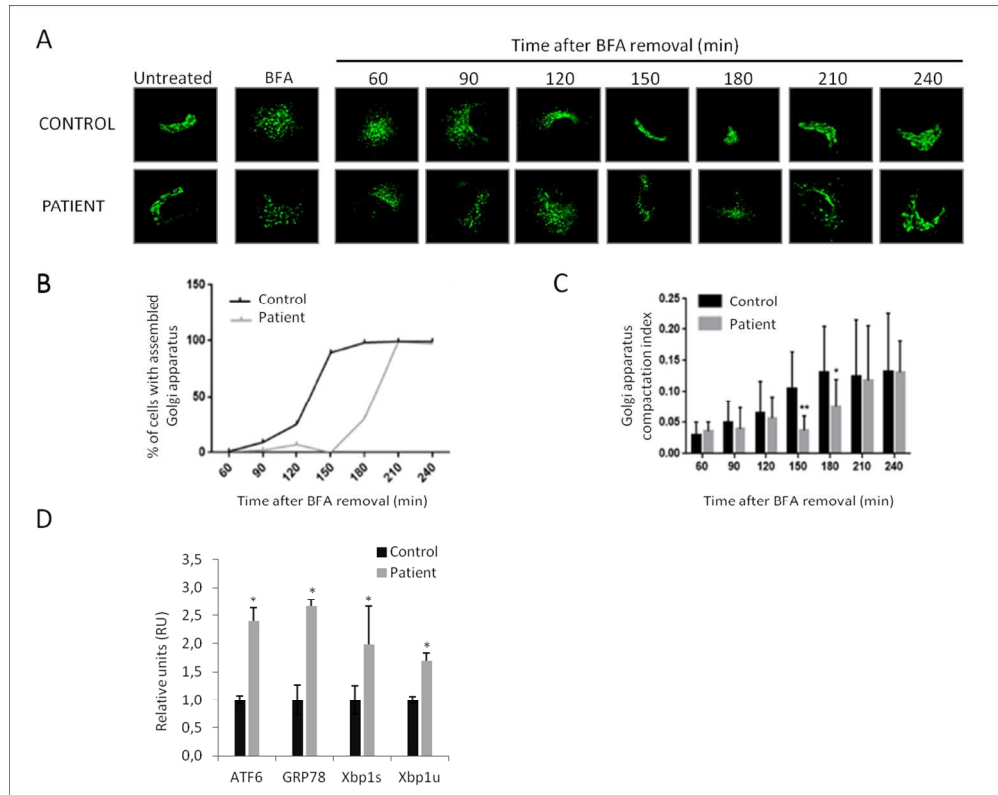 A
Time after BFA removal (min)
Untreated BFA 60 90 120 150 180 210 240
CONTROL
PATIENT
B
150
100
50
0
% of cells with assembled
Golgi apparatus
Control
Patient
60 90 120 150 180 210 240
Time after BFA removal (min)
C
0.25
0.20
0.15
0.10
0.05
0.00
Golgi apparatus
compactation index
Control
Patient
** *
60 90 120 150 180 210 240
Time after BFA removal (min)
D
Control
Patient
3,5
3,0
2,5
2,0
1,5
1,0
0,5
0,0
Relative units (RU)
* * * *
ATF6 GRP78 Xbp1s Xbp1u